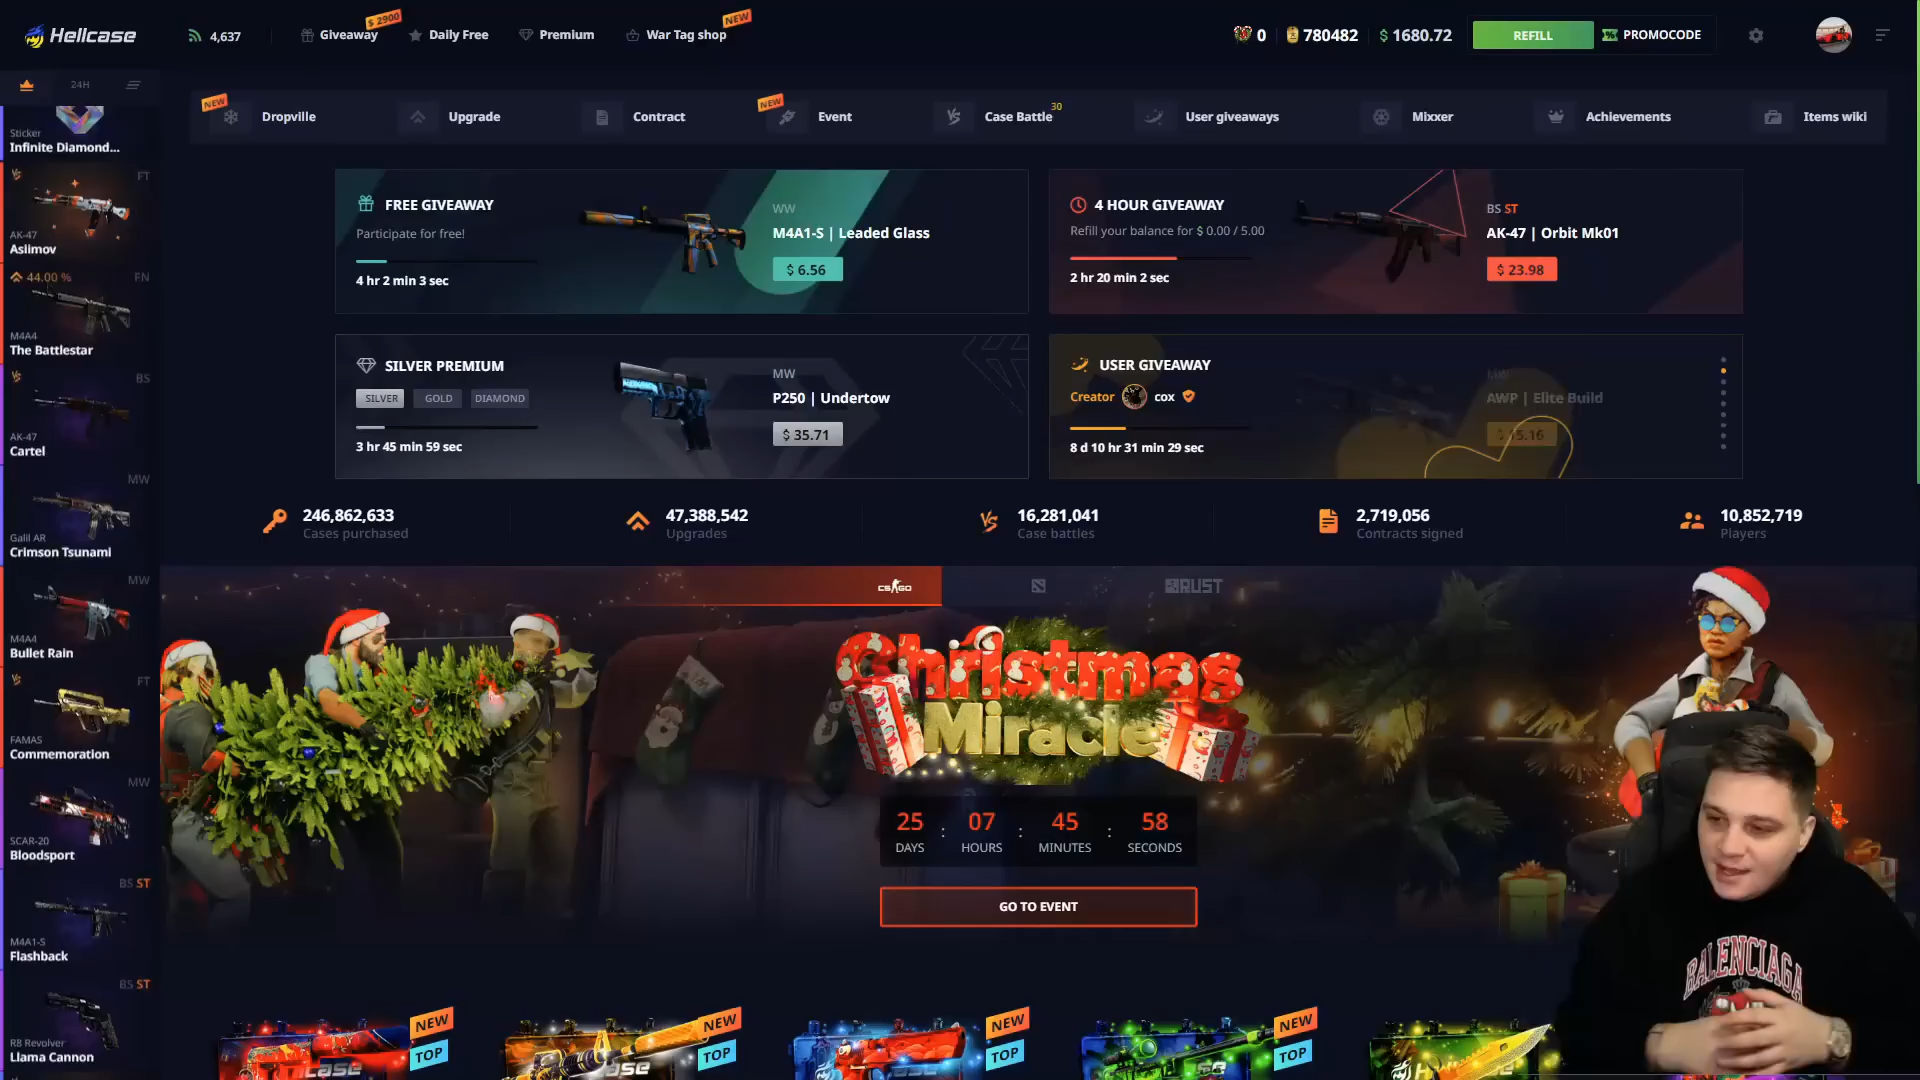 Hellcase
4,637
Giveaway
$ 2900
Daily Free
Premium
War Tag shop
NEW
0
780482
$ 1680.72
REFILL
PROMOCODE
24H
NEW
Dropville
Upgrade
Contract
NEW
Event
Case Battle
30
User giveaways
Mixxer
Achievements
Items wiki
Sticker
Infinite Diamond...
FT
AK-47
Asiimov
44.00 %
FN
M4A4
The Battlestar
BS
AK-47
Cartel
MW
Galil AR
Crimson Tsunami
MW
M4A4
Bullet Rain
FT
FAMAS
Commemoration
MW
SCAR-20
Bloodsport
BS ST
M4A1-S
Flashback
BS ST
R8 Revolver
Llama Cannon
FREE GIVEAWAY
Participate for free!
4 hr 2 min 3 sec
WW
M4A1-S | Leaded Glass
$ 6.56
4 HOUR GIVEAWAY
Refill your balance for $ 0.00 / 5.00
2 hr 20 min 2 sec
BS ST
AK-47 | Orbit Mk01
$ 23.98
SILVER PREMIUM
SILVER
GOLD
DIAMOND
3 hr 45 min 59 sec
MW
P250 | Undertow
$ 35.71
USER GIVEAWAY
Creator
cox
8 d 10 hr 31 min 29 sec
MW
AWP | Elite Build
$ 15.16
246,862,633
Cases purchased
47,388,542
Upgrades
VS
16,281,041
Case battles
2,719,056
Contracts signed
10,852,719
Players
CS:GO
RUST
Christmas
Miracle
25 : 07 : 45 : 58
DAYS HOURS MINUTES SECONDS
GO TO EVENT
NEW
TOP
NEW
TOP
NEW
TOP
NEW
TOP
BALENCIAGA